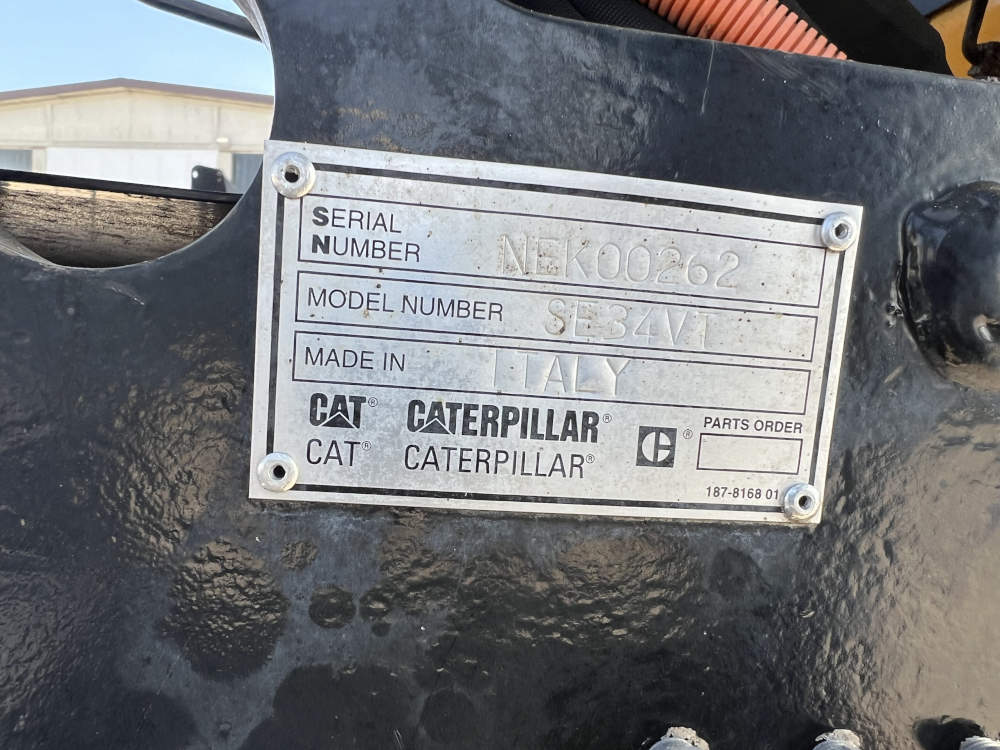 SERIAL
NUMBER NEK00262
MODEL NUMBER SE34VT
MADE IN ITALY
CAT® CATERPILLAR®
CAT® CATERPILLAR®
C ®
PARTS ORDER
187-8168 01